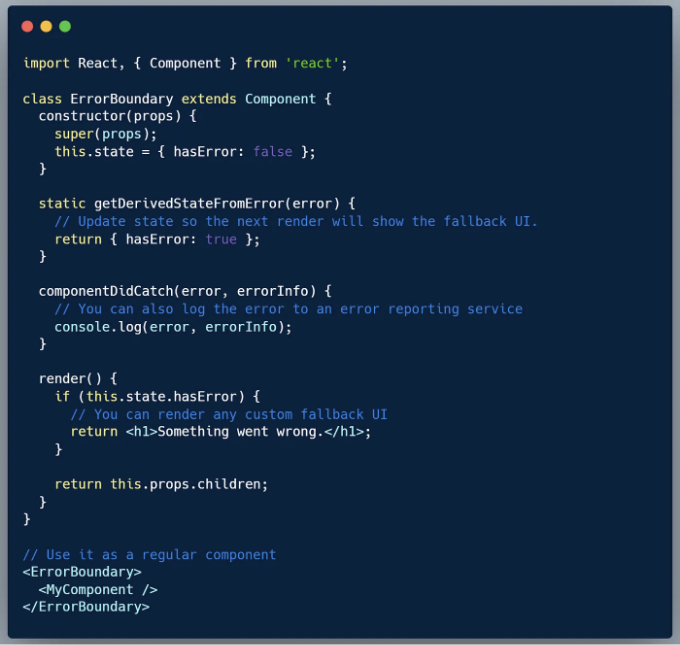 import React, { Component } from 'react';

class ErrorBoundary extends Component {
  constructor(props) {
    super(props);
    this.state = { hasError: false };
  }

  static getDerivedStateFromError(error) {
    // Update state so the next render will show the fallback UI.
    return { hasError: true };
  }

  componentDidCatch(error, errorInfo) {
    // You can also log the error to an error reporting service
    console.log(error, errorInfo);
  }

  render() {
    if (this.state.hasError) {
      // You can render any custom fallback UI
      return <h1>Something went wrong.</h1>;
    }

    return this.props.children;
  }
}

// Use it as a regular component
<ErrorBoundary>
  <MyComponent />
</ErrorBoundary>